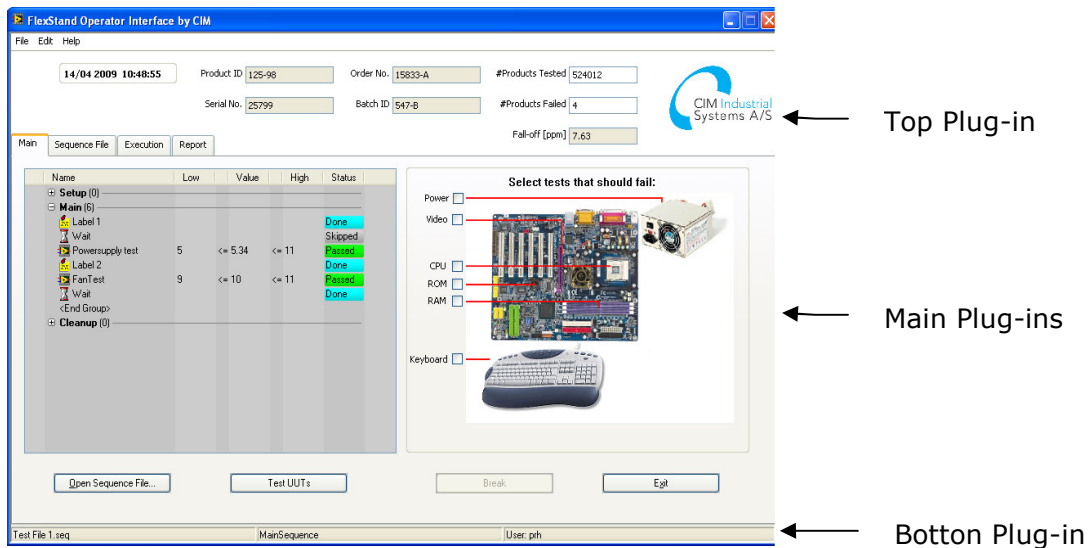 FlexStand Operator Interface by CIM
File Edit Help
14/04 2009 10:48:55
Product ID 125-98
Order No. 15833-A
#Products Tested 524012
Serial No. 25799
Batch ID 547-B
#Products Failed 4
Fall-off [ppm] 7.63
CIM Industrial
Systems A/S
Top Plug-in
Main Sequence File Execution Report
Name Low Value High Status
Setup (0)
Main (6)
Label 1 Done
Wait Skipped
Powersupply test 5 <= 5.34 <= 11 Passed
Label 2 Done
FanTest 9 <= 10 <= 11 Passed
Wait Done
<End Group>
Cleanup (0)
Select tests that should fail:
Power
Video
CPU
ROM
RAM
Keyboard
Main Plug-ins
Open Sequence File... Test UUTs Break Exit
Test File 1.seq MainSequence User: prh
Botton Plug-in